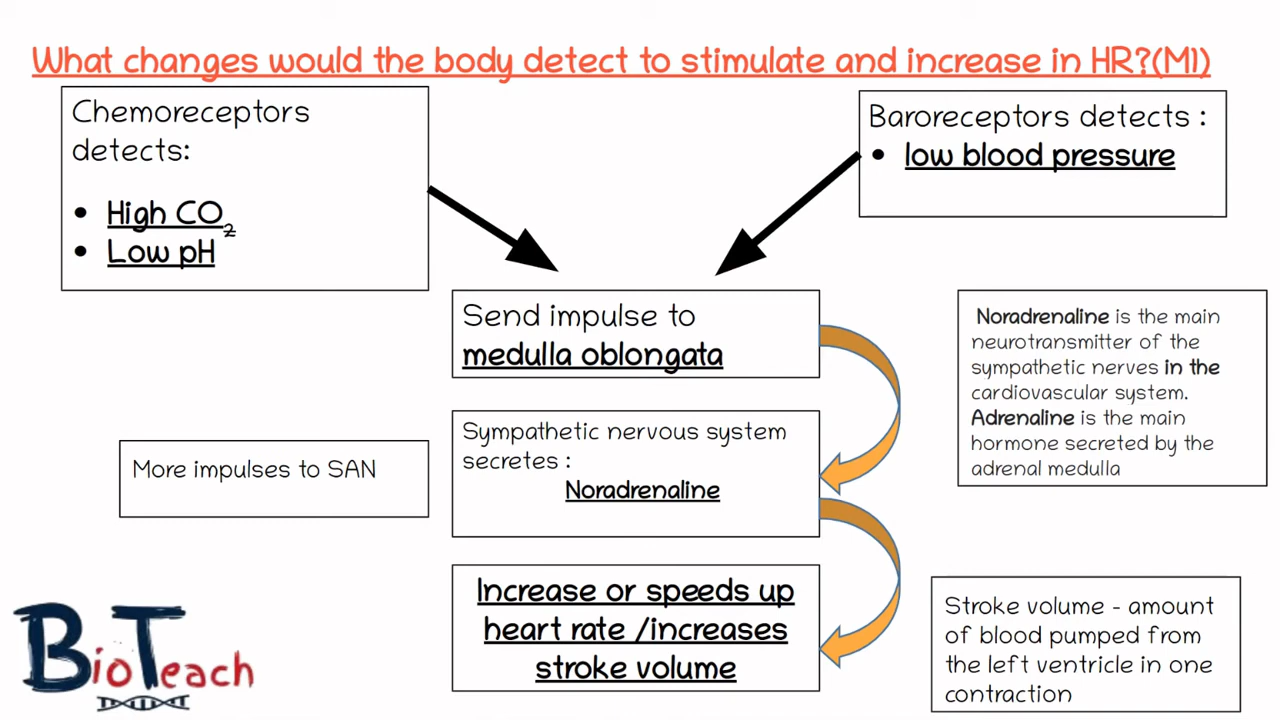 What changes would the body detect to stimulate and increase in HR?(M1)
Chemoreceptors
detects:
• High CO₂
• Low pH
Baroreceptors detects :
• low blood pressure
Send impulse to
medulla oblongata
Noradrenaline is the main
neurotransmitter of the
sympathetic nerves in the
cardiovascular system.
Adrenaline is the main
hormone secreted by the
adrenal medulla
More impulses to SAN
Sympathetic nervous system
secretes :
Noradrenaline
Increase or speeds up
heart rate /increases
stroke volume
Stroke volume - amount
of blood pumped from
the left ventricle in one
contraction
BioTeach